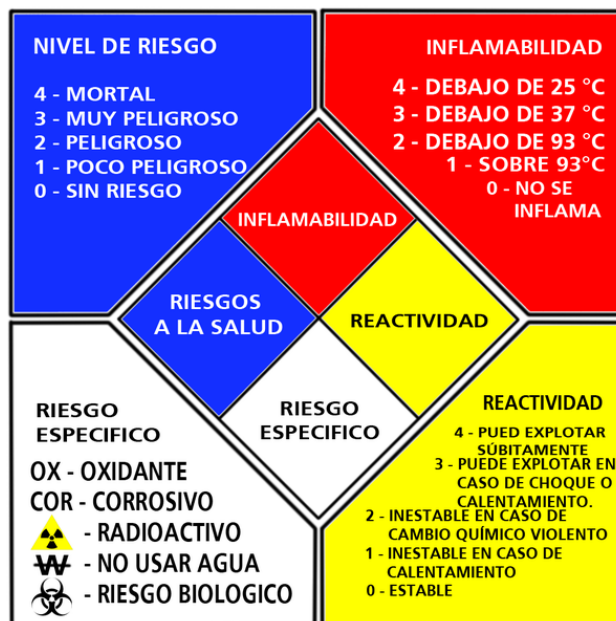 NIVEL DE RIESGO
4 - MORTAL
3 - MUY PELIGROSO
2 - PELIGROSO
1 - POCO PELIGROSO
0 - SIN RIESGO
INFLAMABILIDAD
4 - DEBAJO DE 25 °C
3 - DEBAJO DE 37 °C
2 - DEBAJO DE 93 °C
1 - SOBRE 93°C
0 - NO SE
INFLAMA
INFLAMABILIDAD
RIESGOS
A LA SALUD
REACTIVIDAD
RIESGO
ESPECIFICO
RIESGO
ESPECIFICO
OX - OXIDANTE
COR - CORROSIVO
- RADIOACTIVO
W - NO USAR AGUA
- RIESGO BIOLOGICO
REACTIVIDAD
4 - PUED EXPLOTAR
SÚBITAMENTE
3 - PUEDE EXPLOTAR EN
CASO DE CHOQUE O
CALENTAMIENTO.
2 - INESTABLE EN CASO DE
CAMBIO QUÍMICO VIOLENTO
1 - INESTABLE EN CASO DE
CALENTAMIENTO
0 - ESTABLE